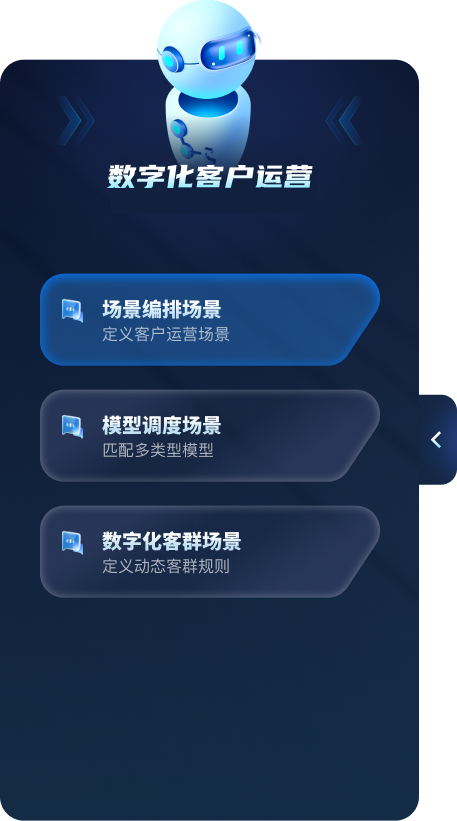 数字化客户运营
场景编排场景
定义客户运营场景
模型调度场景
匹配多类型模型
数字化客群场景
定义动态客群规则